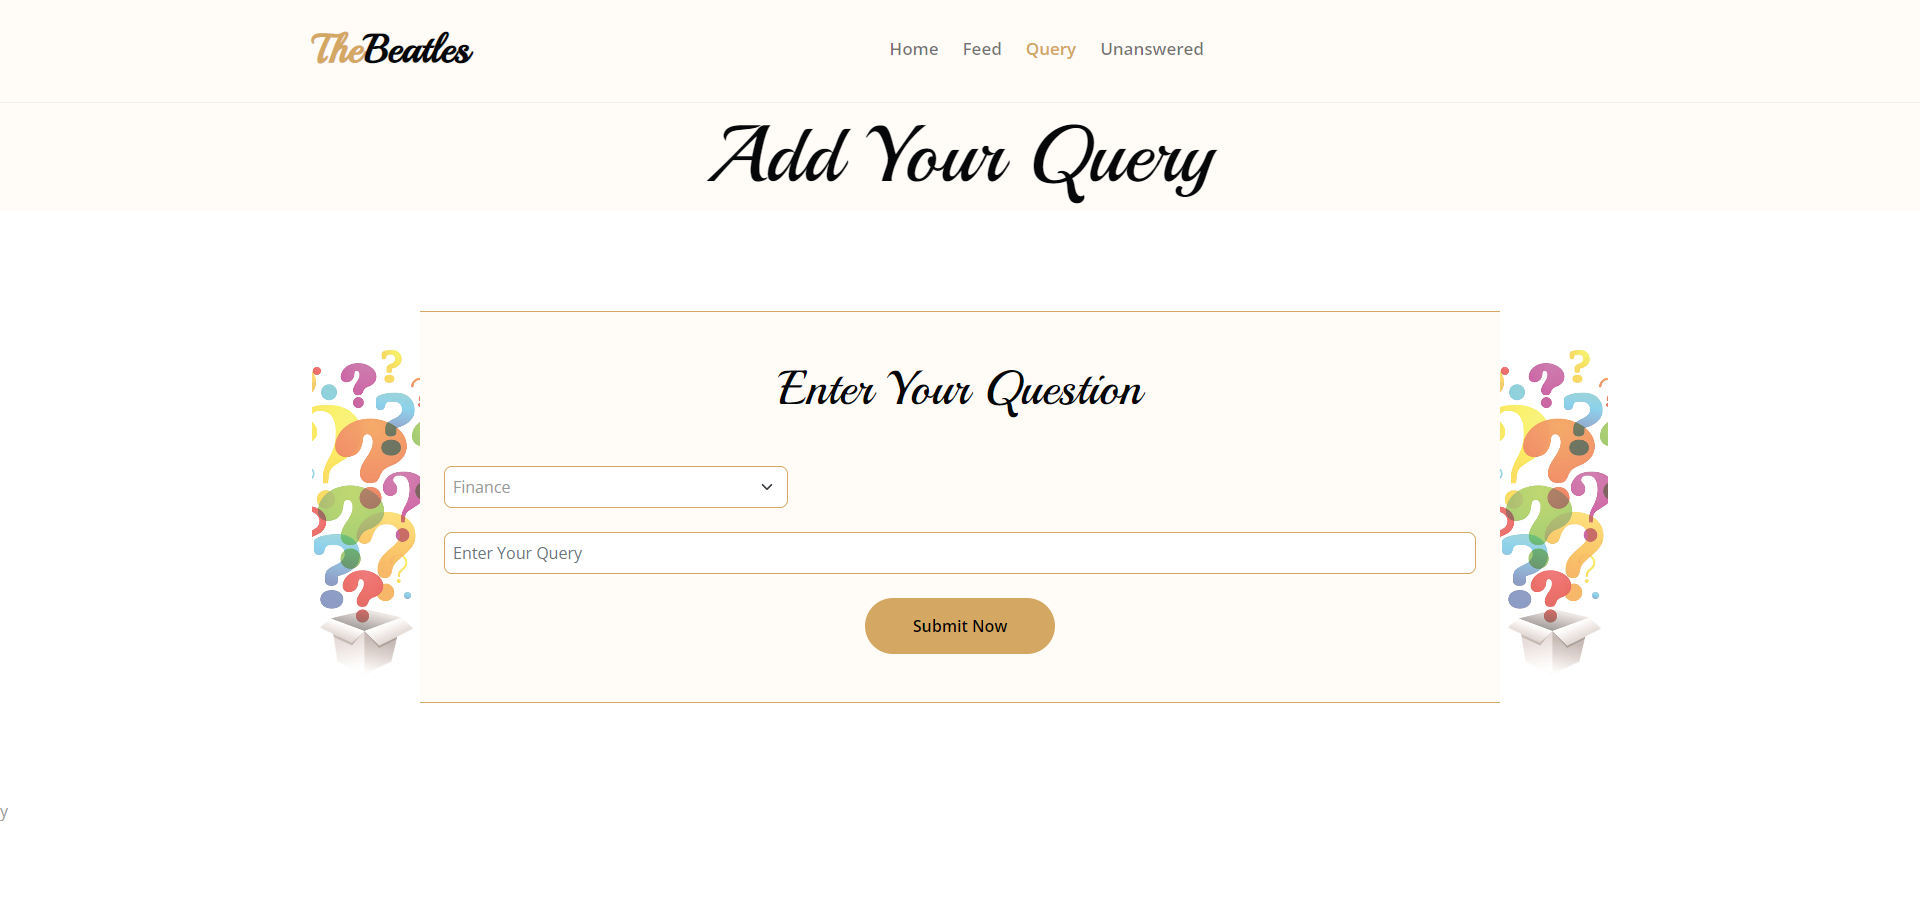 TheBeatles
Home Feed Query Unanswered
Add Your Query
Enter Your Question
Finance
Enter Your Query
Submit Now
y